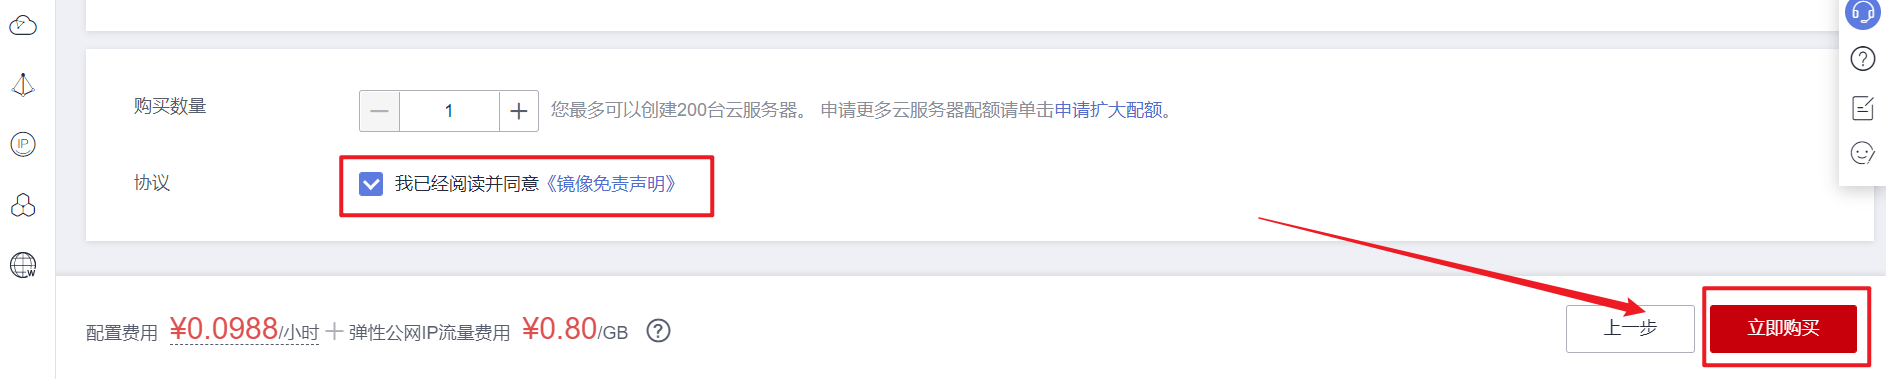 购买数量
1
您最多可以创建200台云服务器。 申请更多云服务器配额请单击申请扩大配额。
协议
我已经阅读并同意《镜像免责声明》
配置费用 ¥0.0988/小时 + 弹性公网IP流量费用 ¥0.80/GB
上一步
立即购买
IP
W